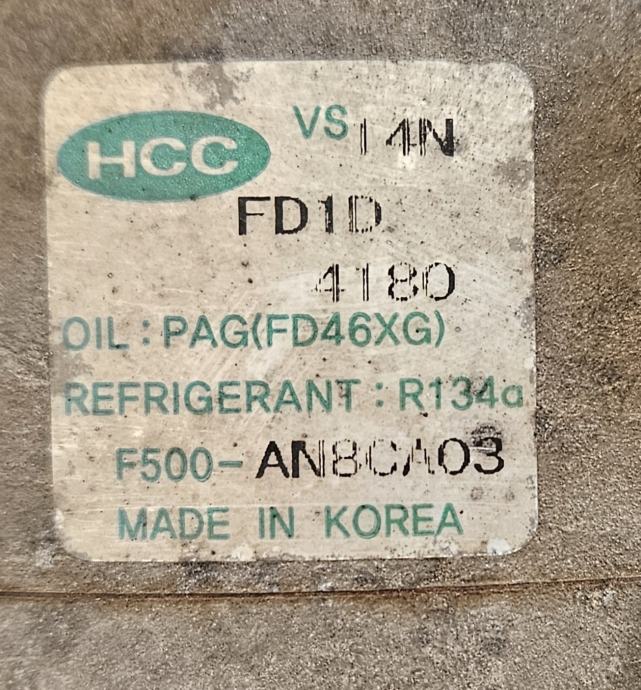 HCC VS14N
FD1D
4180
OIL : PAG(FD46XG)
REFRIGERANT : R134a
F500-AN8CA03
MADE IN KOREA